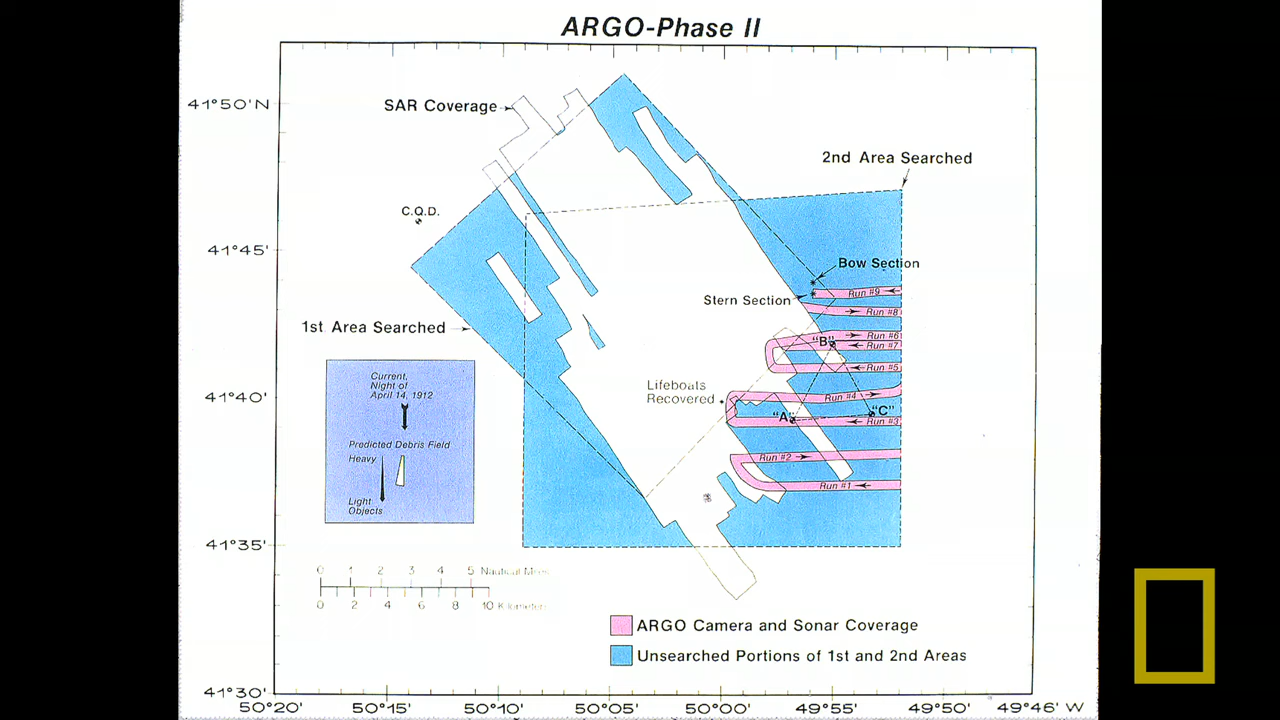 ARGO-Phase II
41°50'N
SAR Coverage
2nd Area Searched
C.Q.D.
41°45'
Bow Section
Run #9
Stern Section
Run #8
1st Area Searched
Run #6
"B"
Run #7
Run #5
Current,
Night of
April 14, 1912
Lifeboats
Recovered
41°40'
Run #4
"A"
"C"
Run #3
Predicted Debris Field
Heavy
Run #2
Run #1
Light
Objects
41°35'
0 1 2 3 4 5 Nautical Miles
0 2 4 6 8 10 Kilometers
ARGO Camera and Sonar Coverage
Unsearched Portions of 1st and 2nd Areas
41°30'
50°20' 50°15' 50°10' 50°05' 50°00' 49°55' 49°50' 49°46' W